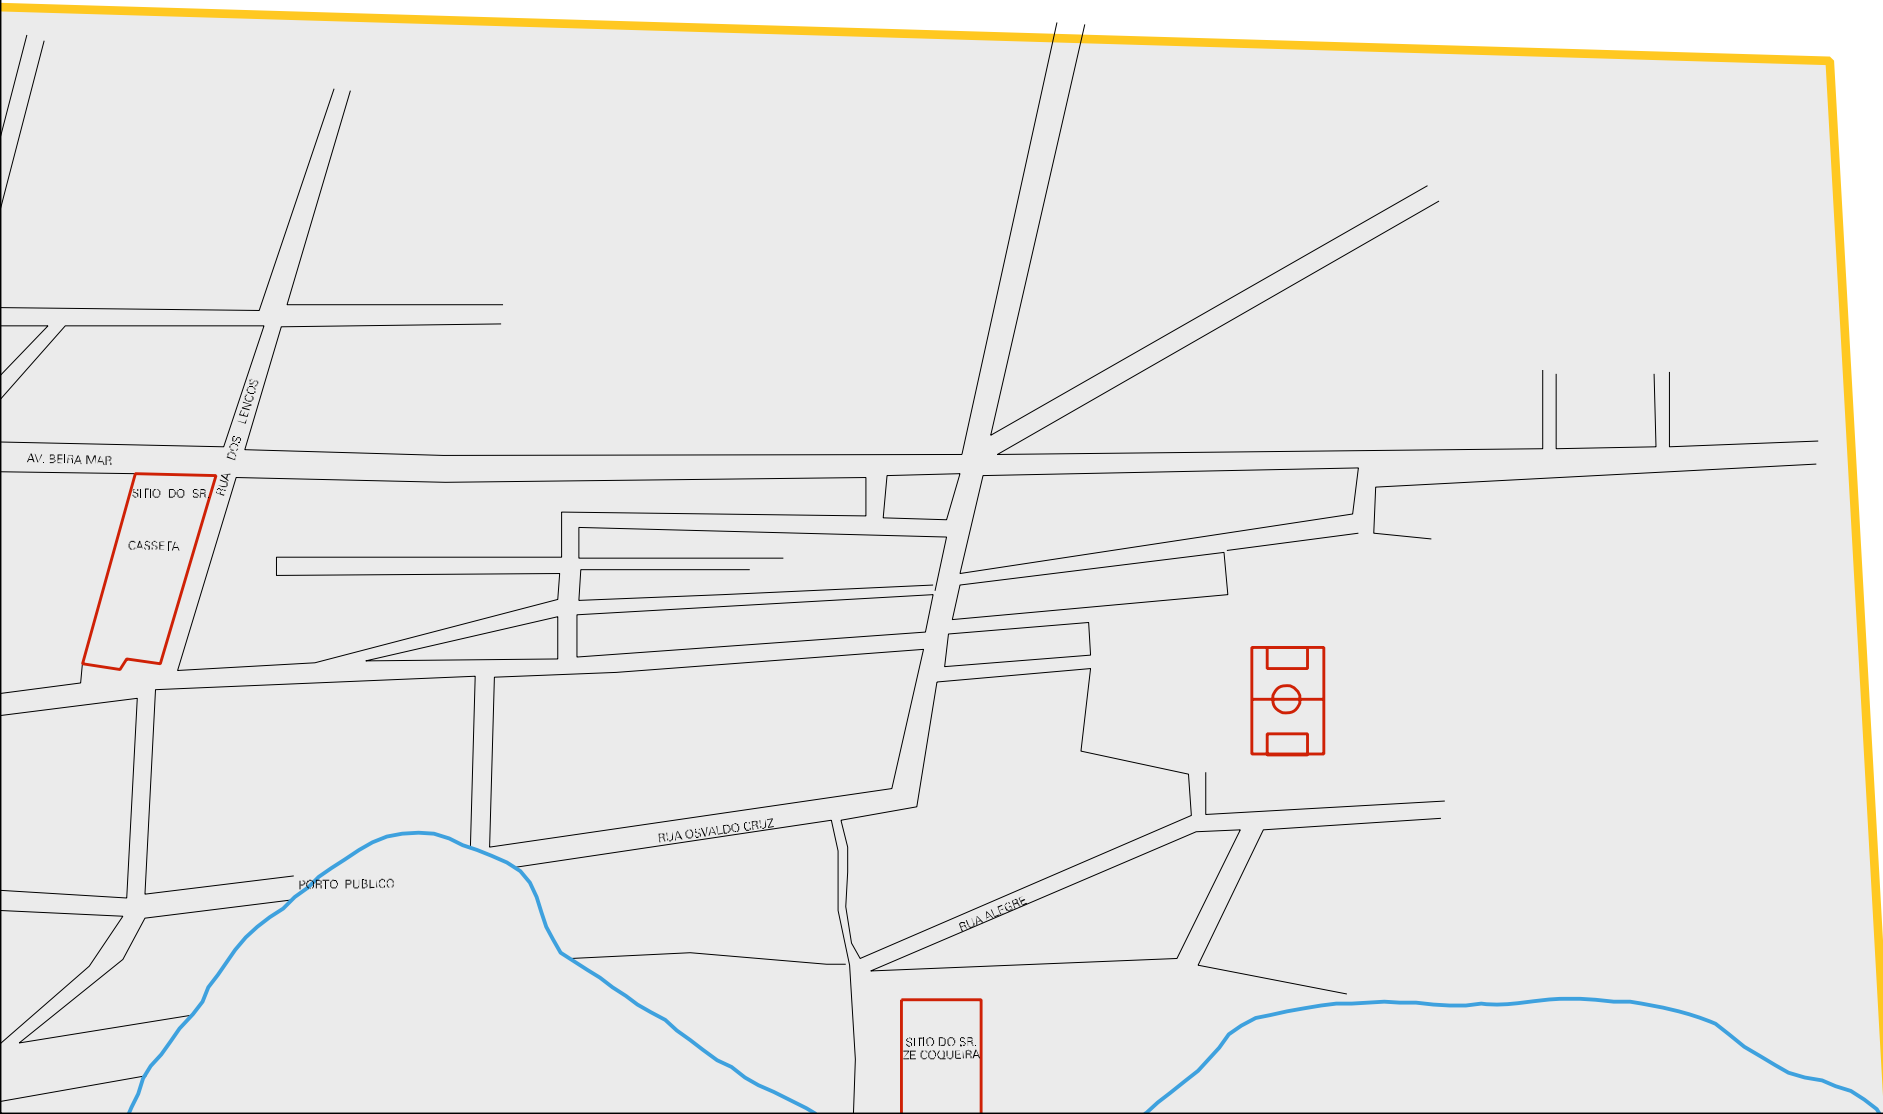 RUA DOS LENCOS
AV. BEIRA MAR
SITIO DO SR.
CASSETA
RUA OSVALDO CRUZ
PORTO PUBLICO
RUA ALEGRE
SITIO DO SR.
ZE COQUEIRA